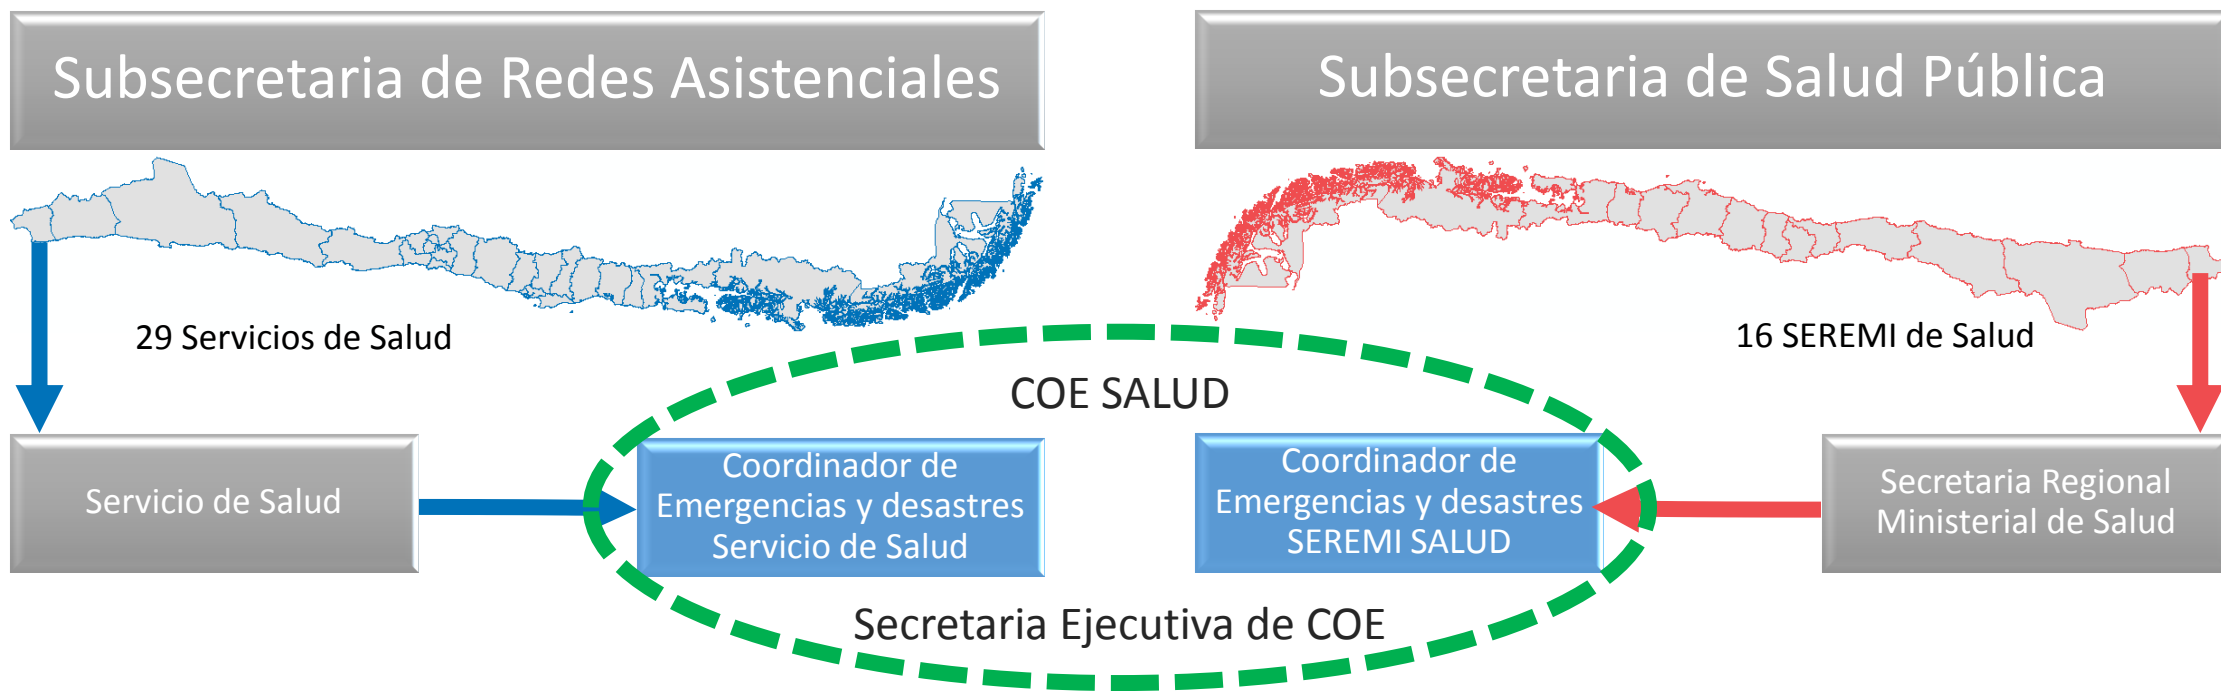 Subsecretaria de Redes Asistenciales
Subsecretaria de Salud Pública
29 Servicios de Salud
16 SEREMI de Salud
COE SALUD
Servicio de Salud
Coordinador de
Emergencias y desastres
Servicio de Salud
Coordinador de
Emergencias y desastres
SEREMI SALUD
Secretaria Regional
Ministerial de Salud
Secretaria Ejecutiva de COE